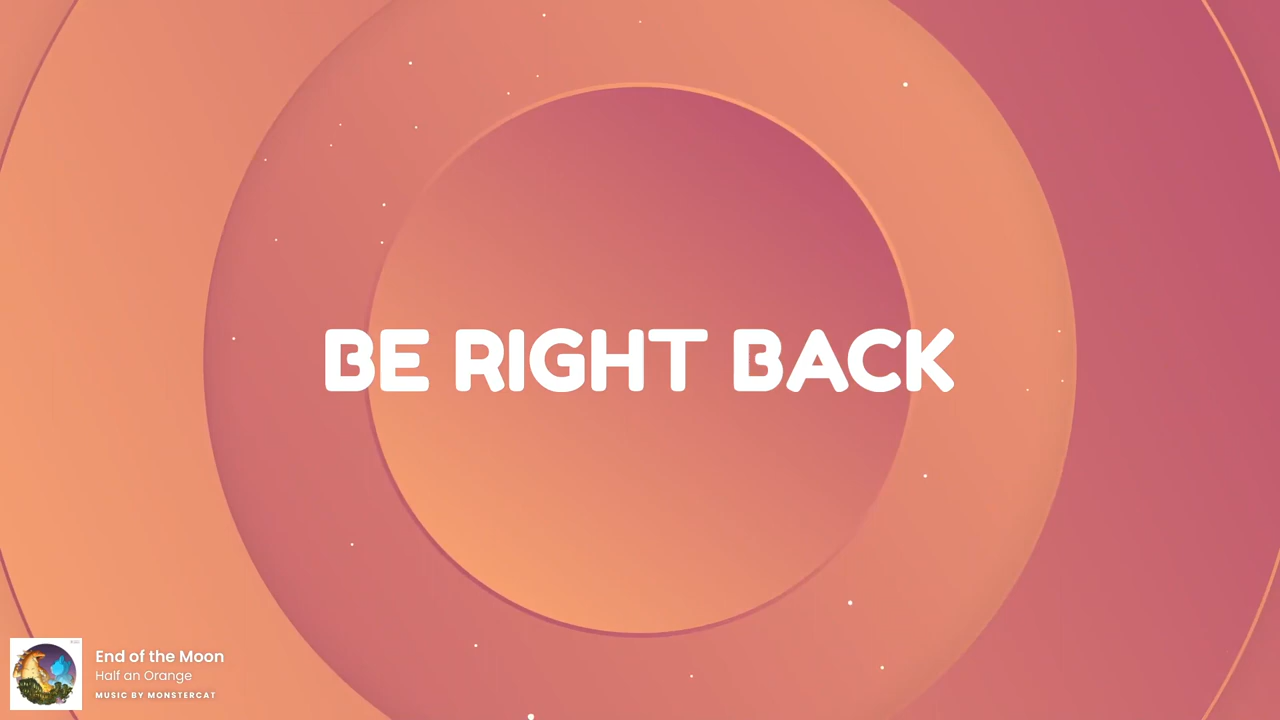 BE RIGHT BACK
End of the Moon
Half an Orange
MUSIC BY MONSTERCAT